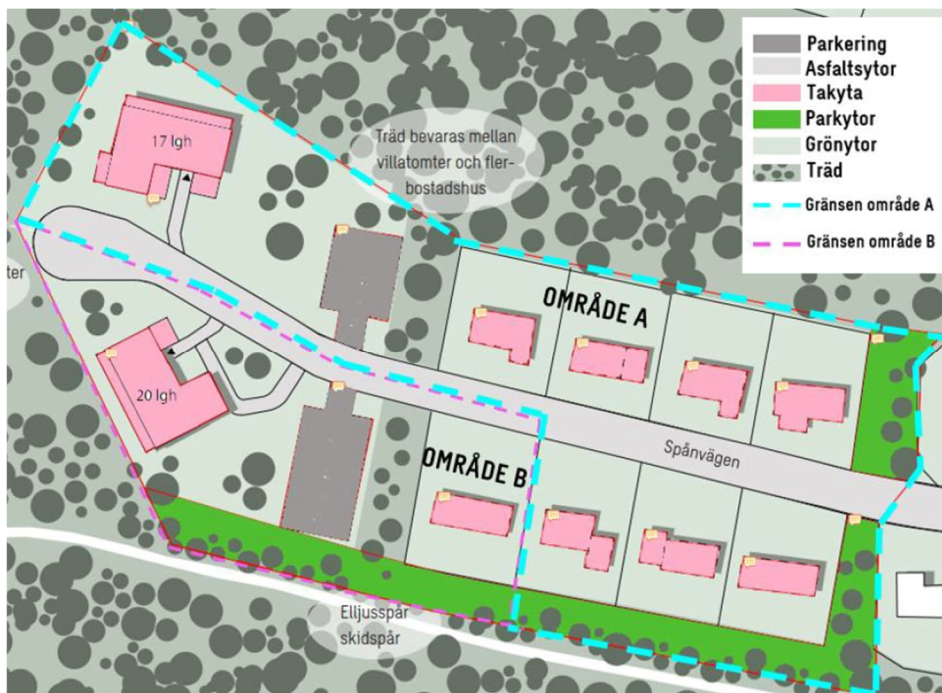 Parkering
Asfaltsytor
Takyta
Parkytor
Grönytor
Träd
Gränsen område A
Gränsen område B
17 lgh
Träd bevaras mellan
villatomter och fler-
bostadshus
ter
OMRÅDE A
20 lgh
OMRÅDE B
Spånvägen
Elljusspår
skidspår